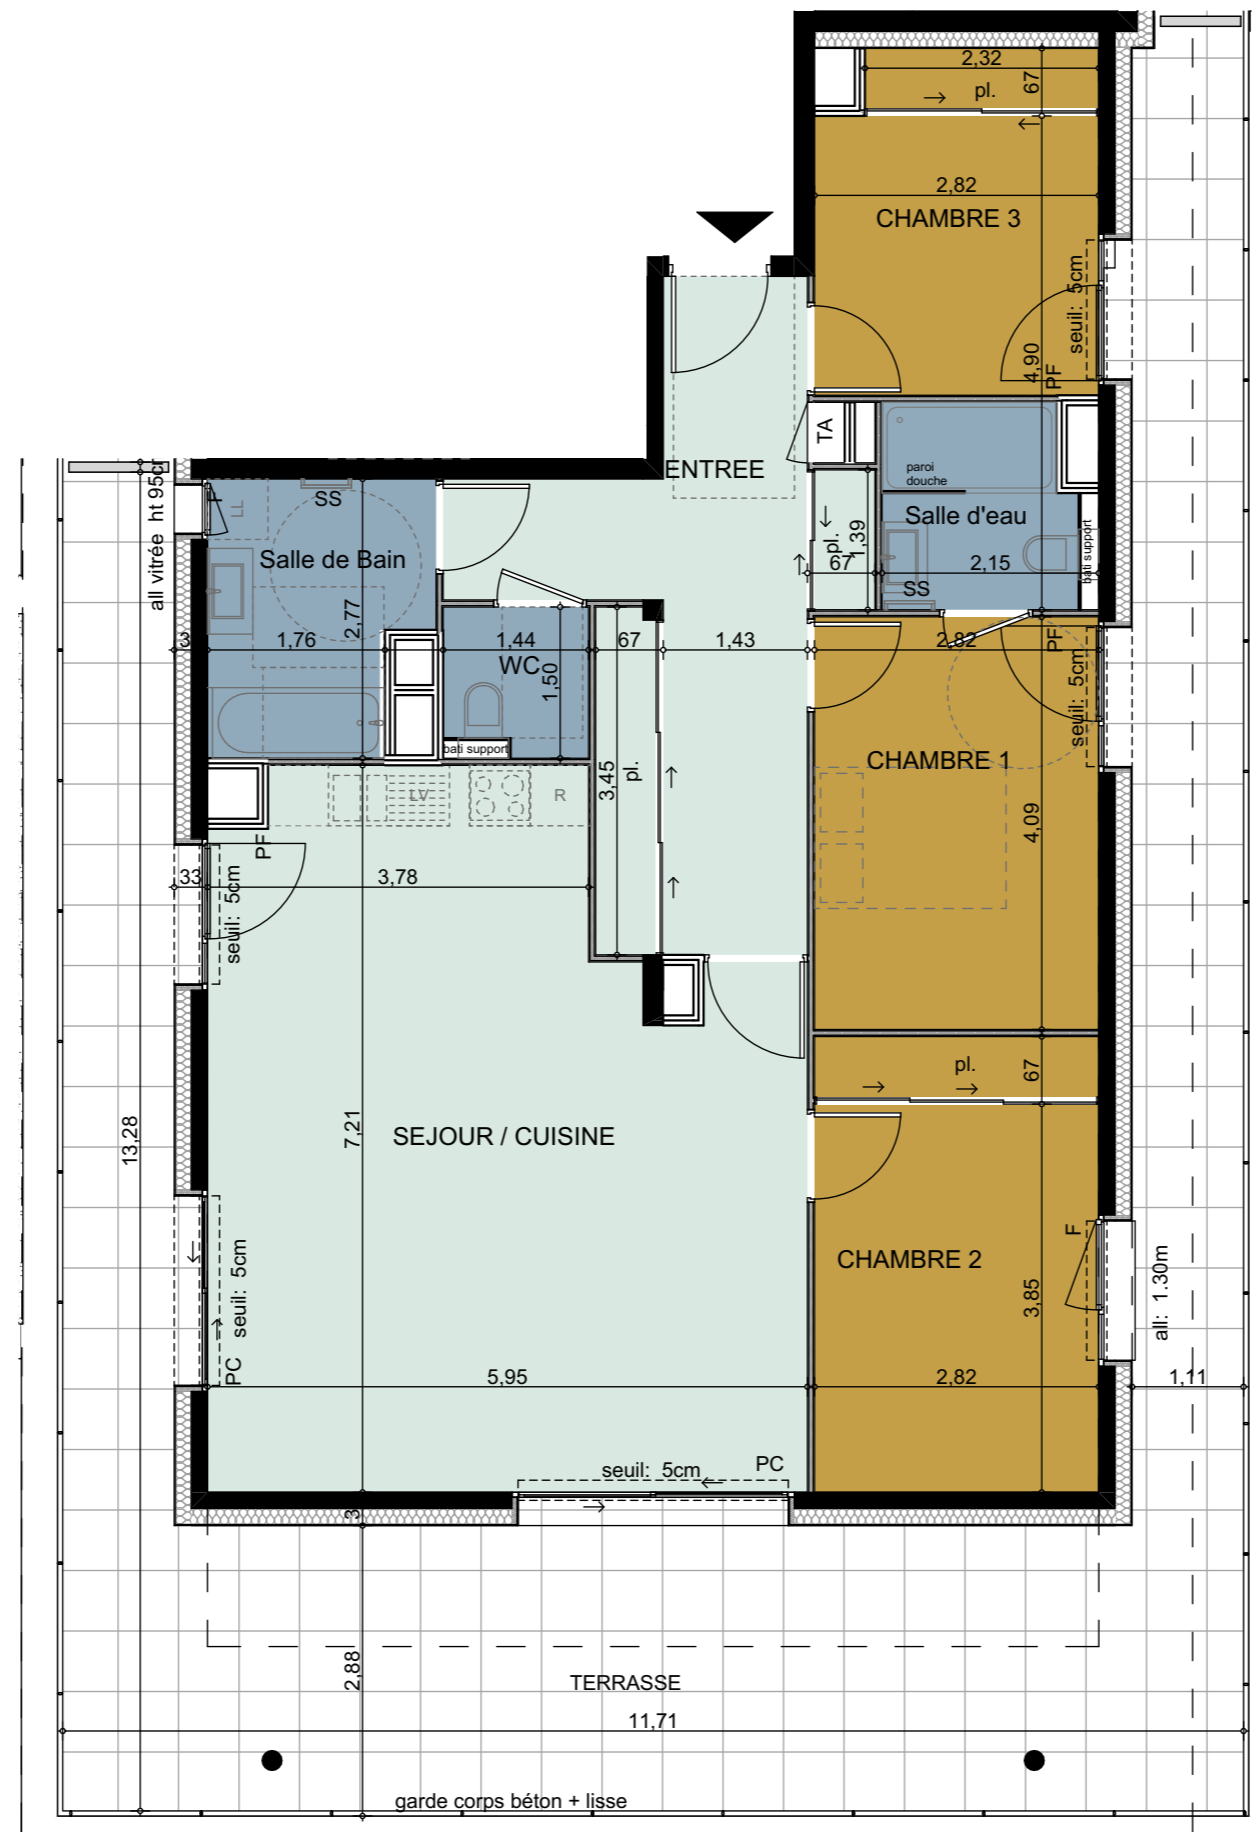 2,32
67
pl.
2,82
CHAMBRE 3
seuil: 5cm
4,90
PF
TA
ENTREE
paroi
douche
Salle d'eau
all vitrée ht 95c
F
LL
SS
Salle de Bain
pl.
1,39
67
2,15
bati support
SS
2,77
3
1,76
1,44
67
1,43
2,82
PF
WC
1,50
seuil: 5cm
bati support
CHAMBRE 1
3,45
pl.
LV
R
4,09
PF
33
3,78
seuil: 5cm
pl.
67
13,28
7,21
SEJOUR / CUISINE
CHAMBRE 2
F
3,85
all: 1.30m
seuil: 5cm
PC
5,95
2,82
1,11
seuil: 5cm
PC
3
2,88
TERRASSE
11,71
garde corps béton + lisse